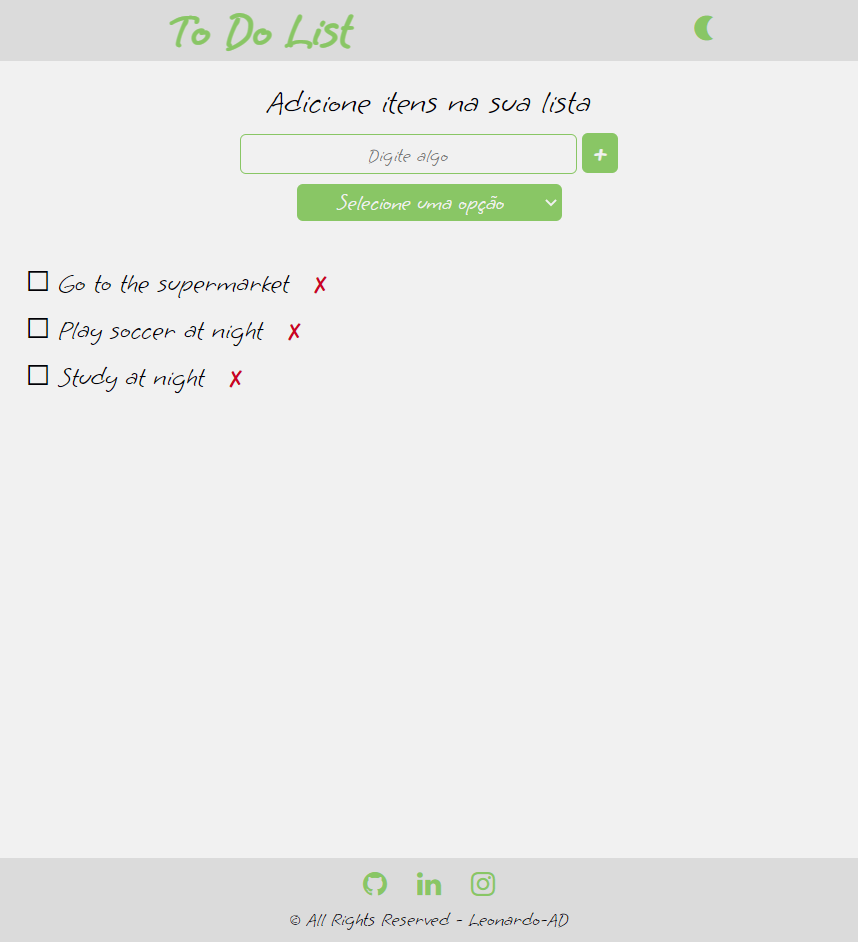 To Do List
Adicione itens na sua lista
Digite algo
+
Selecione uma opção
Go to the supermarket ✗
Play soccer at night ✗
Study at night ✗
in
© All Rights Reserved - Leonardo-AD